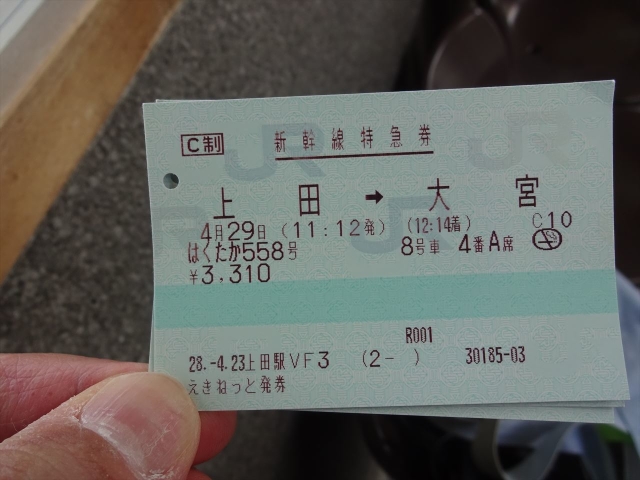 C制 新幹線特急券
上田 → 大宮
4月29日 (11:12発) (12:14着) C10
はくたか558号 8号車 4番A席
¥3,310
R001
28.-4.23上田駅VF3 (2- ) 30185-03
えきねっと発券